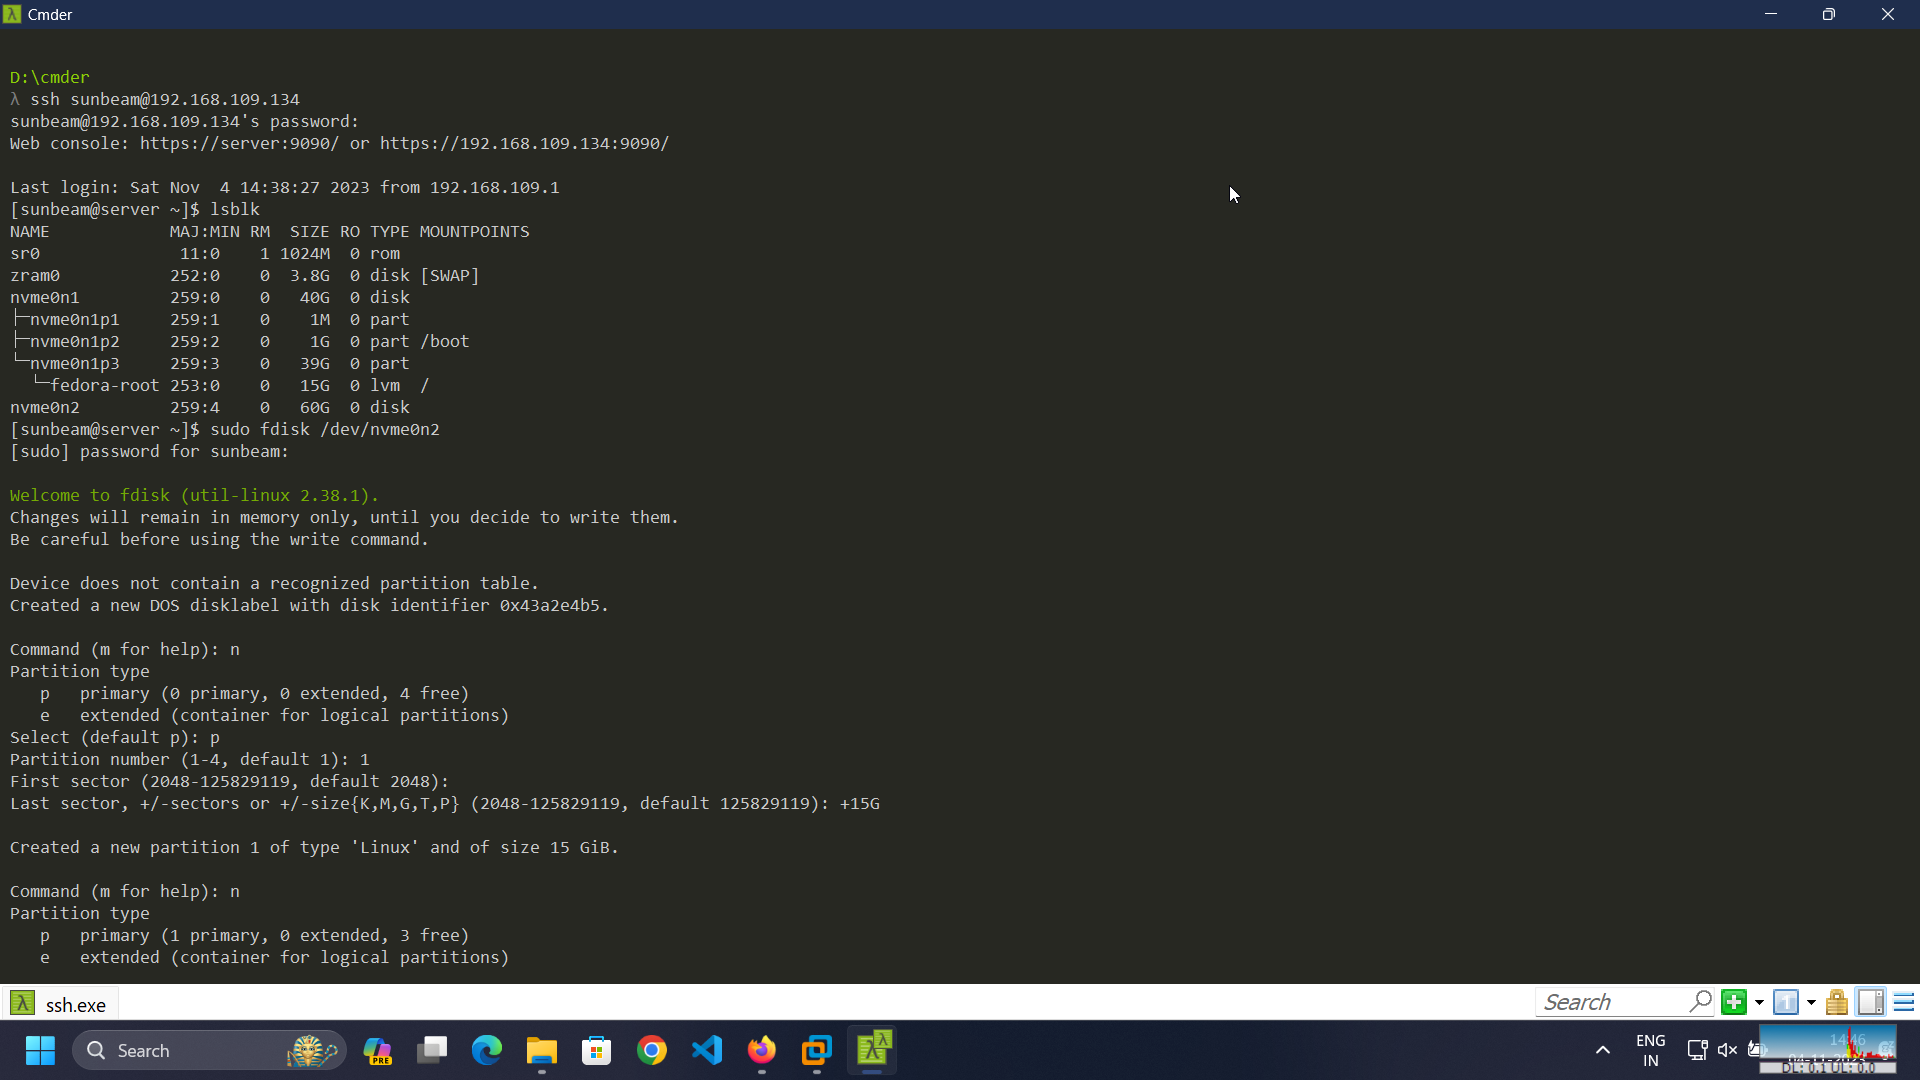 Cmder
D:\cmder
λ ssh sunbeam@192.168.109.134
sunbeam@192.168.109.134's password:
Web console: https://server:9090/ or https://192.168.109.134:9090/
Last login: Sat Nov  4 14:38:27 2023 from 192.168.109.1
[sunbeam@server ~]$ lsblk
NAME            MAJ:MIN RM  SIZE RO TYPE MOUNTPOINTS
sr0              11:0    1 1024M  0 rom
zram0           252:0    0  3.8G  0 disk [SWAP]
nvme0n1         259:0    0   40G  0 disk
├─nvme0n1p1     259:1    0    1M  0 part
├─nvme0n1p2     259:2    0    1G  0 part /boot
└─nvme0n1p3     259:3    0   39G  0 part
  └─fedora-root 253:0    0   15G  0 lvm  /
nvme0n2         259:4    0   60G  0 disk
[sunbeam@server ~]$ sudo fdisk /dev/nvme0n2
[sudo] password for sunbeam:
Welcome to fdisk (util-linux 2.38.1).
Changes will remain in memory only, until you decide to write them.
Be careful before using the write command.
Device does not contain a recognized partition table.
Created a new DOS disklabel with disk identifier 0x43a2e4b5.
Command (m for help): n
Partition type
   p   primary (0 primary, 0 extended, 4 free)
   e   extended (container for logical partitions)
Select (default p): p
Partition number (1-4, default 1): 1
First sector (2048-125829119, default 2048):
Last sector, +/-sectors or +/-size{K,M,G,T,P} (2048-125829119, default 125829119): +15G
Created a new partition 1 of type 'Linux' and of size 15 GiB.
Command (m for help): n
Partition type
   p   primary (1 primary, 0 extended, 3 free)
   e   extended (container for logical partitions)
ssh.exe
Search
1
Search
PRE
ENG
IN
14:46
DL: 0.1 UL: 0.0